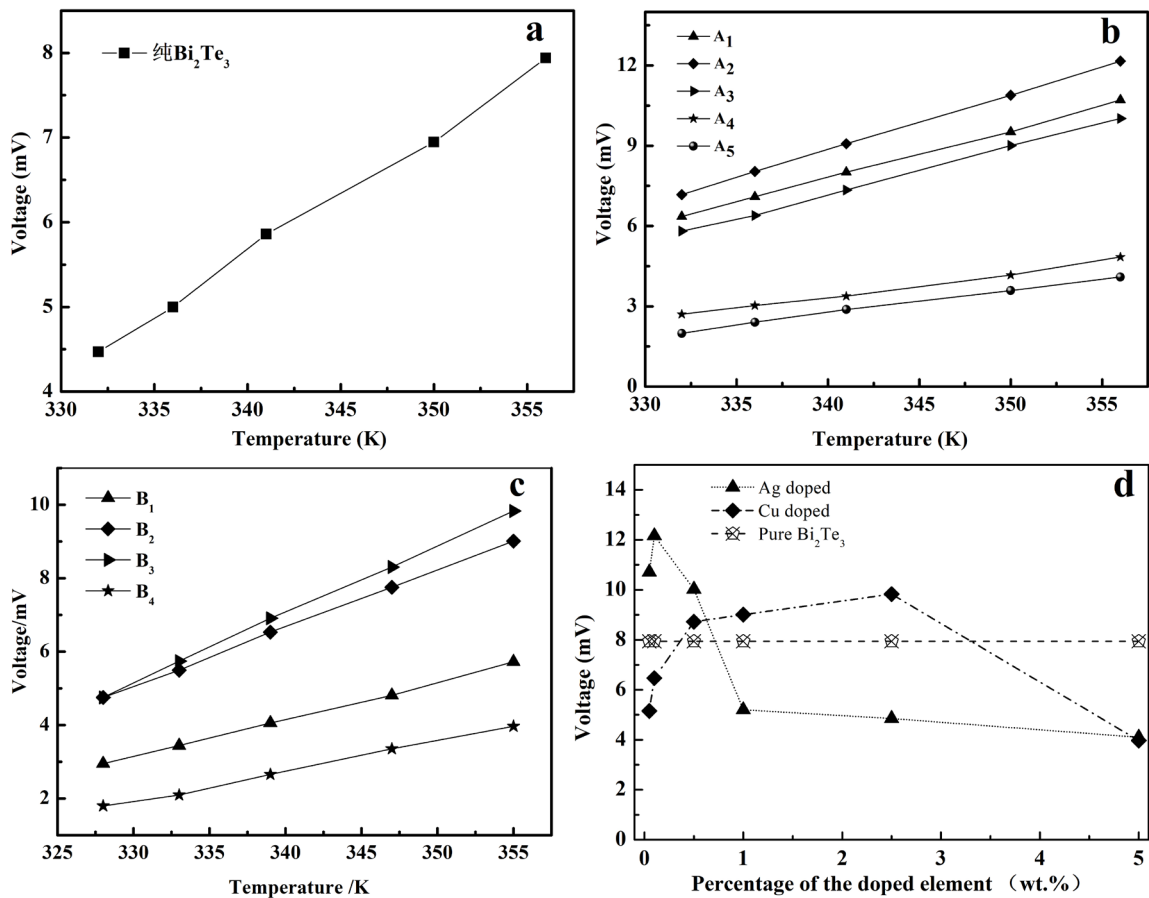 a
纯Bi₂Te₃
8
7
6
5
4
330 335 340 345 350 355
Voltage (mV)
Temperature (K)
b
A₁
A₂
A₃
A₄
A₅
12
9
6
3
0
330 335 340 345 350 355
Voltage (mV)
Temperature (K)
c
B₁
B₂
B₃
B₄
10
8
6
4
2
325 330 335 340 345 350 355
Voltage/mV
Temperature /K
d
Ag doped
Cu doped
Pure Bi₂Te₃
14
12
10
8
6
4
2
0
0 1 2 3 4 5
Voltage (mV)
Percentage of the doped element （wt.%）